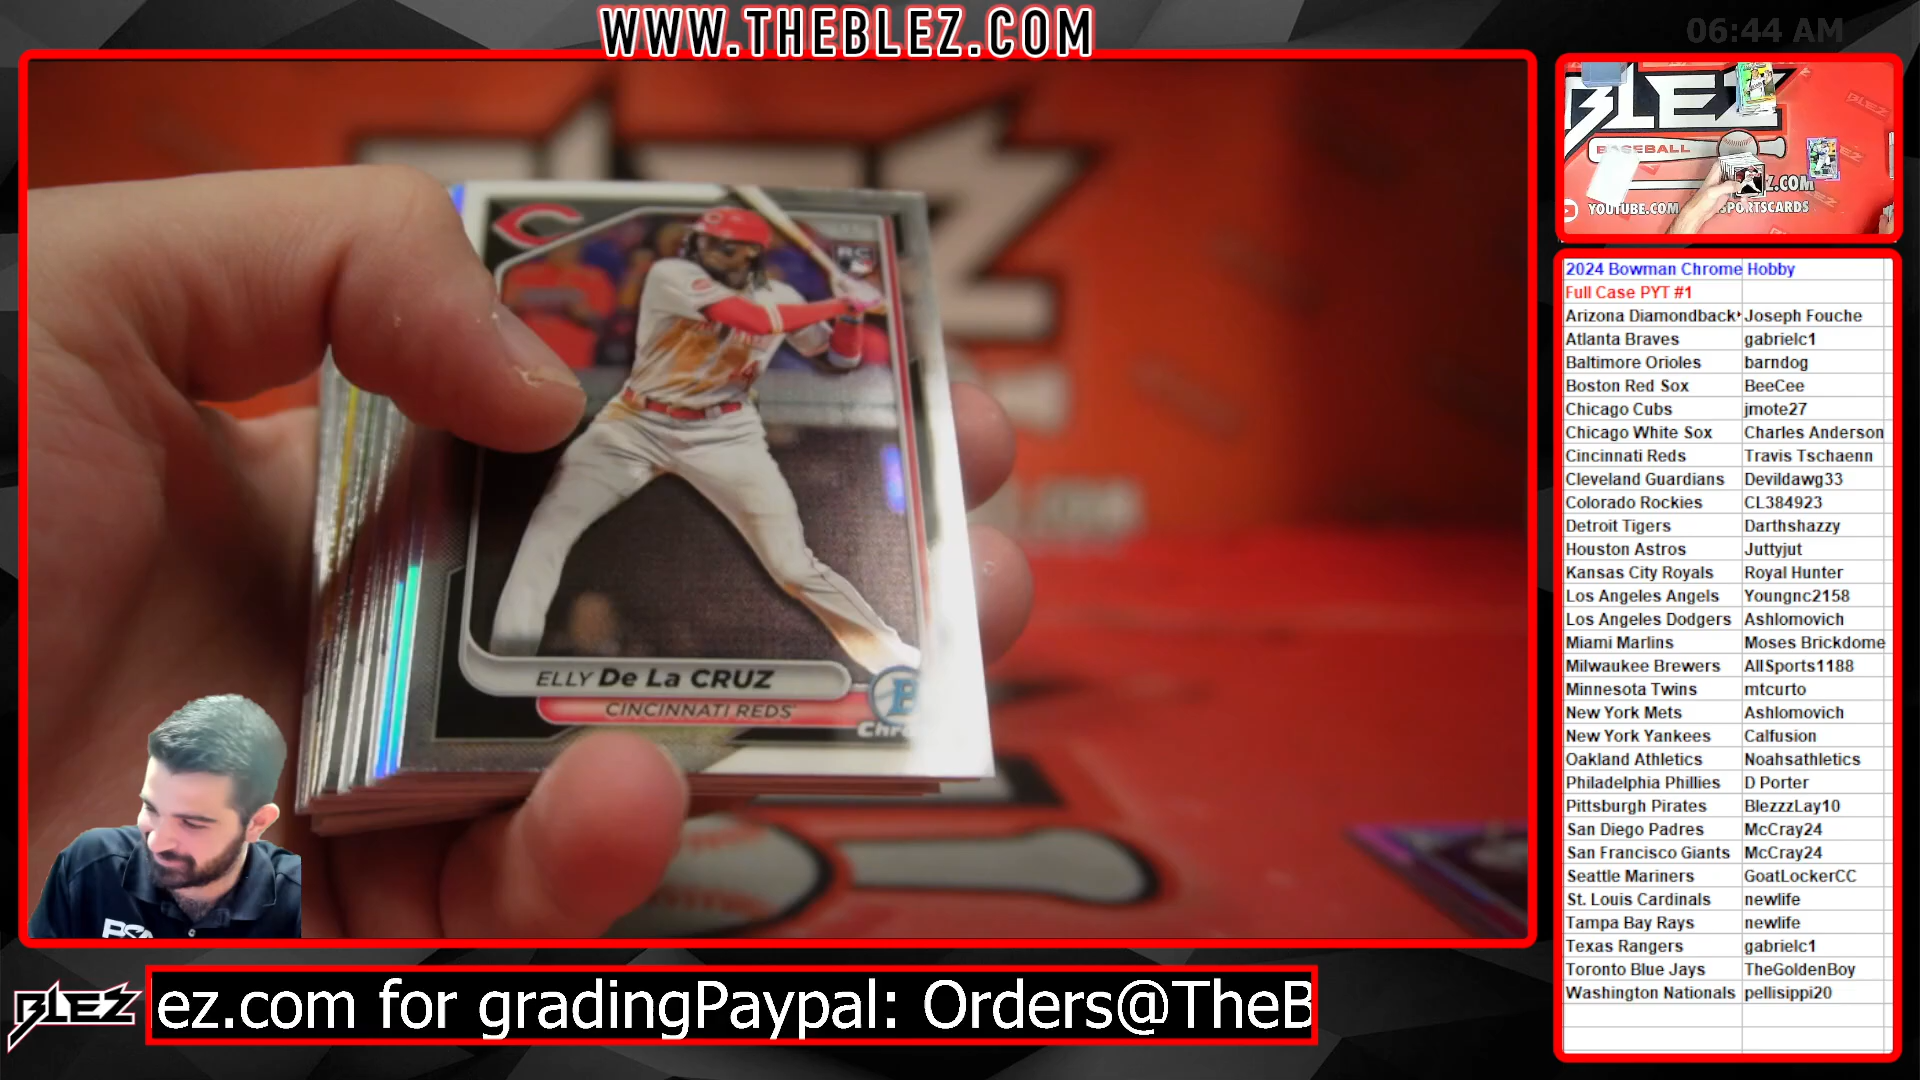 WWW.THEBLEZ.COM
06:44 AM
BLEZ
BASEBALL
Z.COM
YOUTUBE.COM
SPORTSCARDS
C
RC
ELLY De La CRUZ
CINCINNATI REDS
B
Chro
2024 Bowman Chrome Hobby
Full Case PYT #1
Arizona Diamondback Joseph Fouche
Atlanta Braves gabrielc1
Baltimore Orioles barndog
Boston Red Sox BeeCee
Chicago Cubs jmote27
Chicago White Sox Charles Anderson
Cincinnati Reds Travis Tschaenn
Cleveland Guardians Devildawg33
Colorado Rockies CL384923
Detroit Tigers Darthshazzy
Houston Astros Juttyjut
Kansas City Royals Royal Hunter
Los Angeles Angels Youngnc2158
Los Angeles Dodgers Ashlomovich
Miami Marlins Moses Brickdome
Milwaukee Brewers AllSports1188
Minnesota Twins mtcurto
New York Mets Ashlomovich
New York Yankees Calfusion
Oakland Athletics Noahsathletics
Philadelphia Phillies D Porter
Pittsburgh Pirates BlezzzLay10
San Diego Padres McCray24
San Francisco Giants McCray24
Seattle Mariners GoatLockerCC
St. Louis Cardinals newlife
Tampa Bay Rays newlife
Texas Rangers gabrielc1
Toronto Blue Jays TheGoldenBoy
Washington Nationals pellisippi20
BLEZ
ez.com for gradingPaypal: Orders@TheB